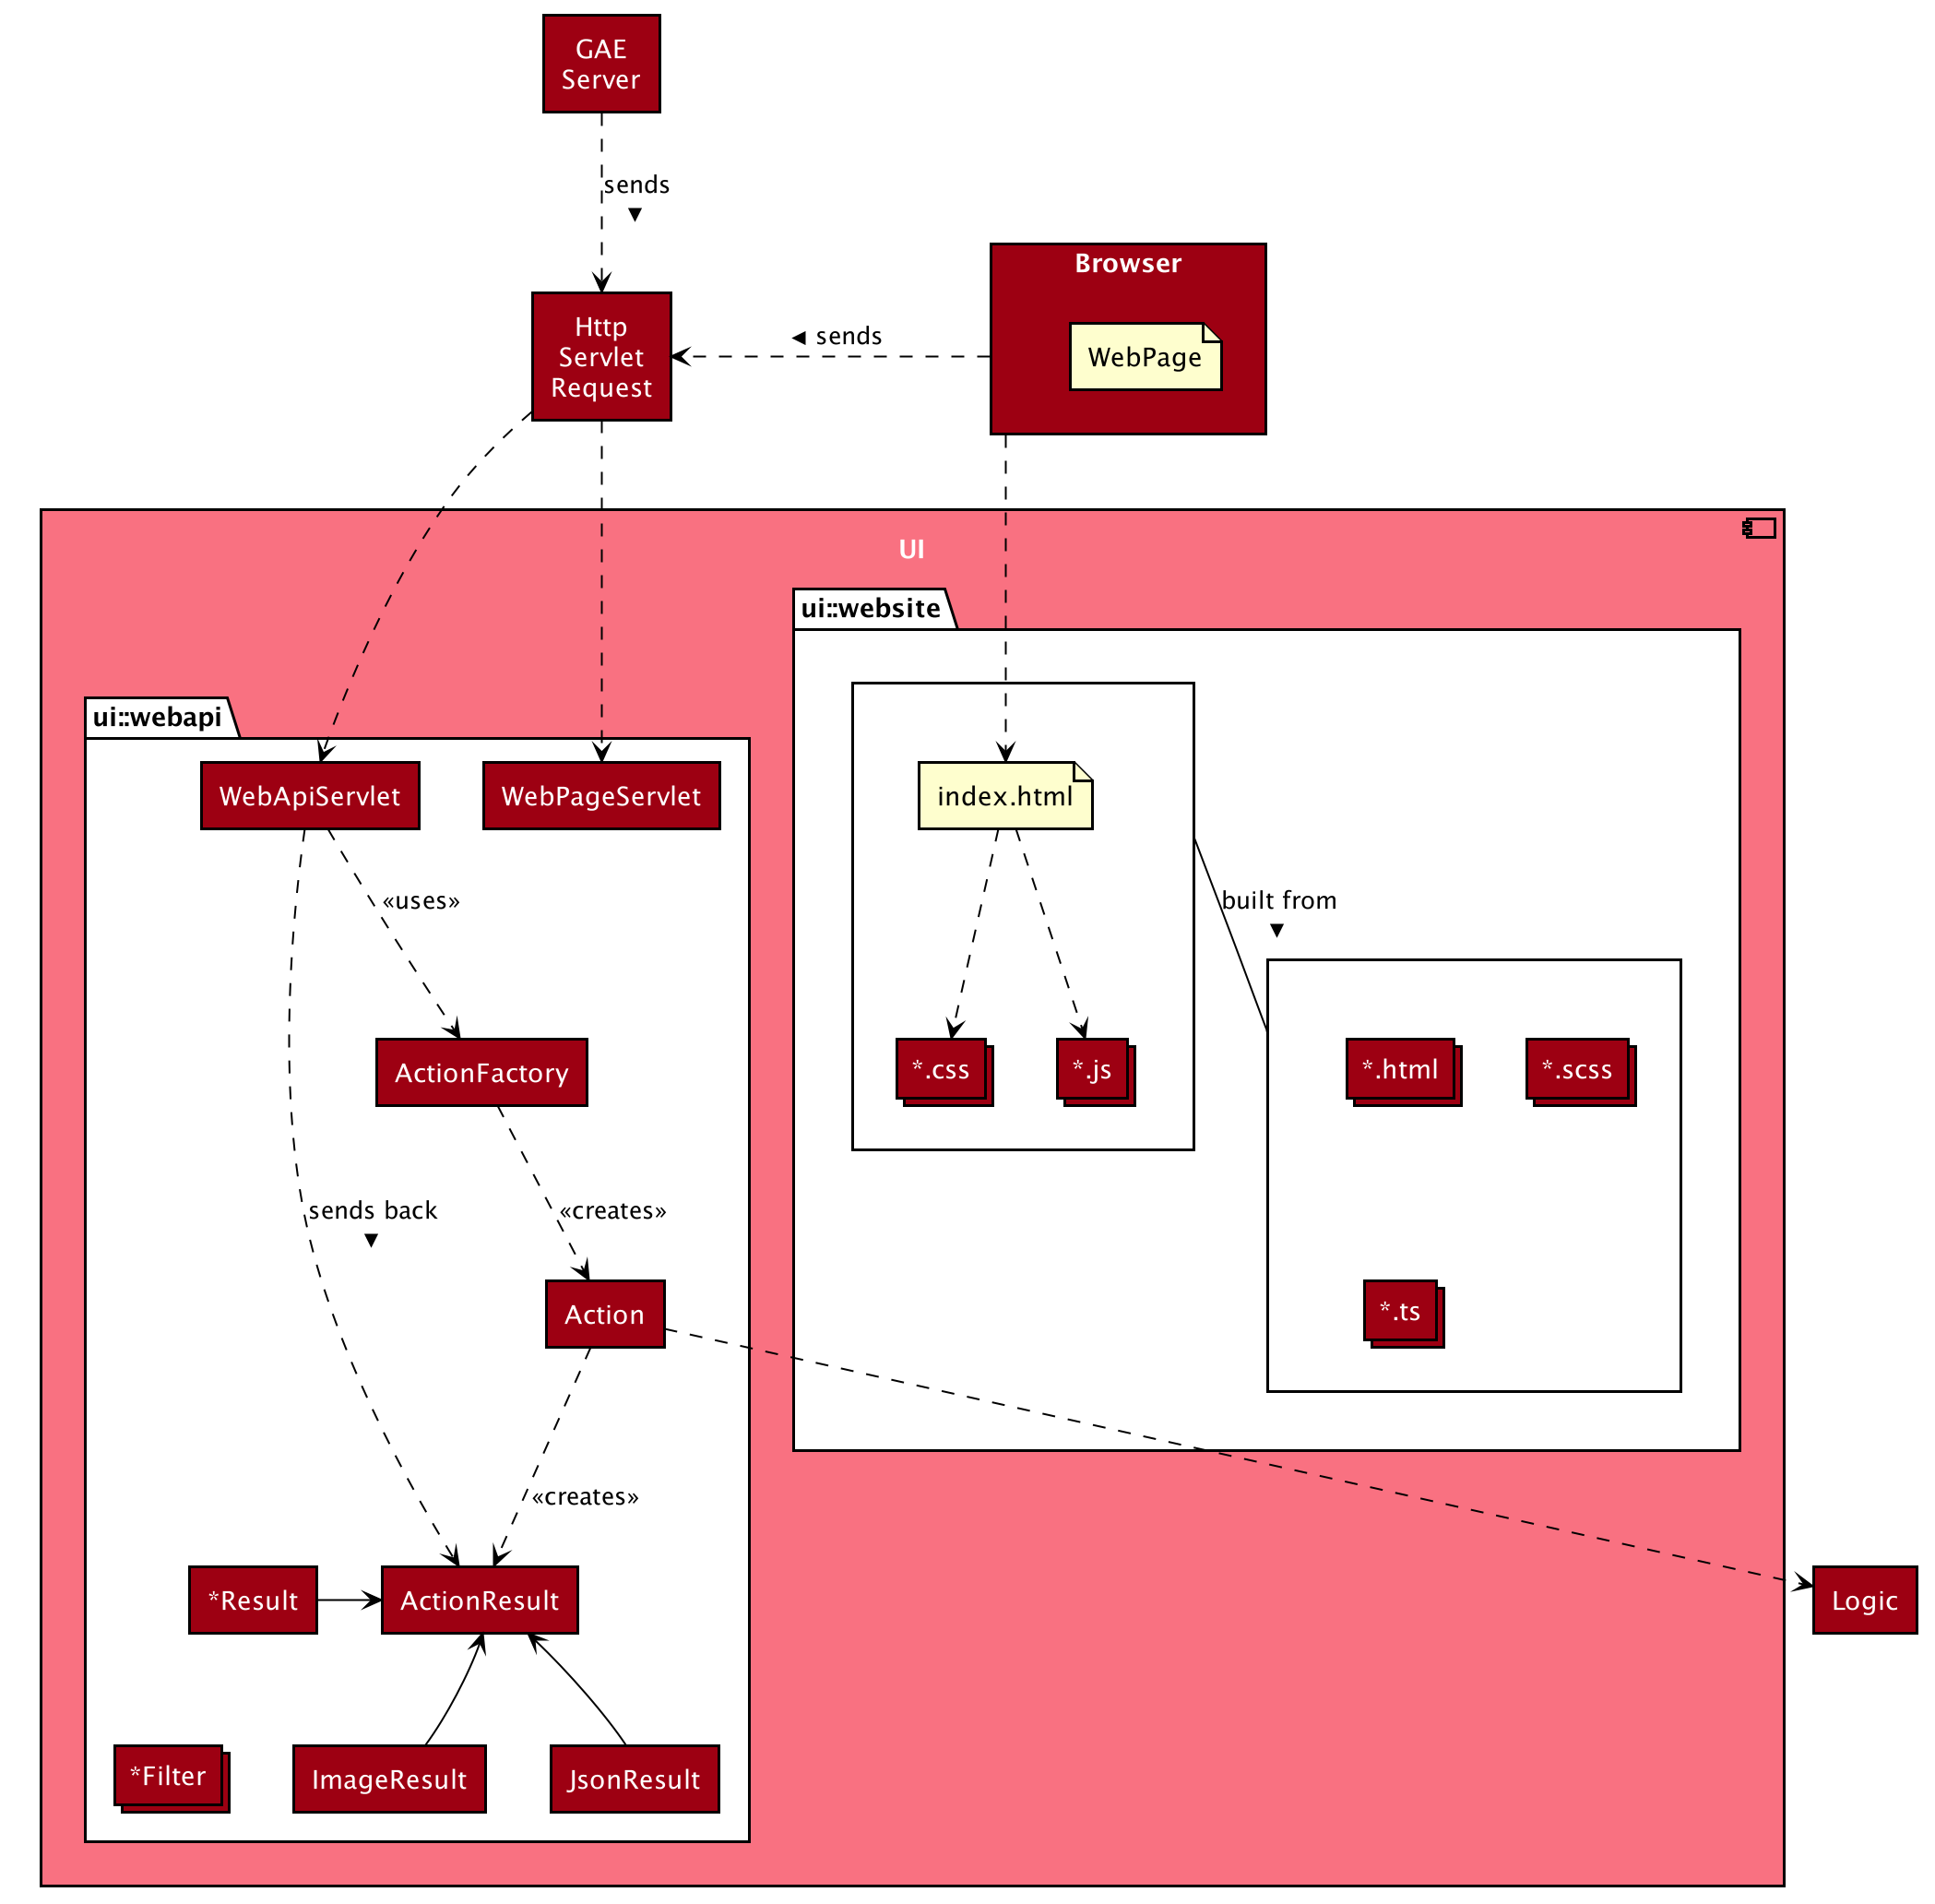 GAE
Server
sends
▼
Browser
Http
Servlet
Request
◄ sends
WebPage
UI
ui::website
ui::webapi
WebApiServlet
WebPageServlet
index.html
«uses»
built from
▼
ActionFactory
*.css
*.js
*.html
*.scss
sends back
▼
«creates»
Action
*.ts
«creates»
*Result
ActionResult
Logic
*Filter
ImageResult
JsonResult